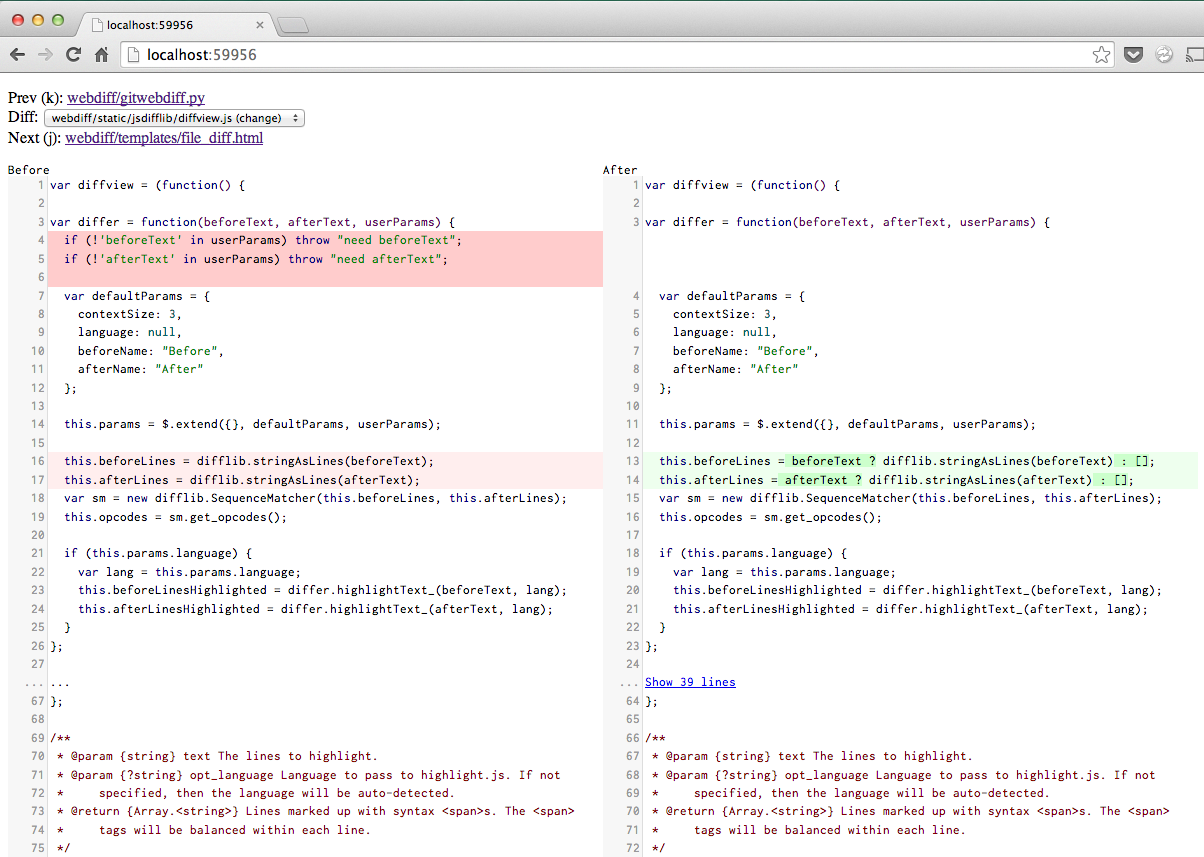 localhost:59956
localhost:59956
Prev (k): webdiff/gitwebdiff.py
Diff: webdiff/static/jsdifflib/diffview.js (change)
Next (j): webdiff/templates/file_diff.html
Before
1 var diffview = (function() {
2
3 var differ = function(beforeText, afterText, userParams) {
4   if (!'beforeText' in userParams) throw "need beforeText";
5   if (!'afterText' in userParams) throw "need afterText";
6
7   var defaultParams = {
8     contextSize: 3,
9     language: null,
10     beforeName: "Before",
11     afterName: "After"
12   };
13
14   this.params = $.extend({}, defaultParams, userParams);
15
16   this.beforeLines = difflib.stringAsLines(beforeText);
17   this.afterLines = difflib.stringAsLines(afterText);
18   var sm = new difflib.SequenceMatcher(this.beforeLines, this.afterLines);
19   this.opcodes = sm.get_opcodes();
20
21   if (this.params.language) {
22     var lang = this.params.language;
23     this.beforeLinesHighlighted = differ.highlightText_(beforeText, lang);
24     this.afterLinesHighlighted = differ.highlightText_(afterText, lang);
25   }
26 };
27
... ...
67 };
68
69 /**
70  * @param {string} text The lines to highlight.
71  * @param {?string} opt_language Language to pass to highlight.js. If not
72  *     specified, then the language will be auto-detected.
73  * @return {Array.<string>} Lines marked up with syntax <span>s. The <span>
74  *     tags will be balanced within each line.
75  */
After
1 var diffview = (function() {
2
3 var differ = function(beforeText, afterText, userParams) {
4   var defaultParams = {
5     contextSize: 3,
6     language: null,
7     beforeName: "Before",
8     afterName: "After"
9   };
10
11   this.params = $.extend({}, defaultParams, userParams);
12
13   this.beforeLines = beforeText ? difflib.stringAsLines(beforeText) : [];
14   this.afterLines = afterText ? difflib.stringAsLines(afterText) : [];
15   var sm = new difflib.SequenceMatcher(this.beforeLines, this.afterLines);
16   this.opcodes = sm.get_opcodes();
17
18   if (this.params.language) {
19     var lang = this.params.language;
20     this.beforeLinesHighlighted = differ.highlightText_(beforeText, lang);
21     this.afterLinesHighlighted = differ.highlightText_(afterText, lang);
22   }
23 };
24
... Show 39 lines
64 };
65
66 /**
67  * @param {string} text The lines to highlight.
68  * @param {?string} opt_language Language to pass to highlight.js. If not
69  *     specified, then the language will be auto-detected.
70  * @return {Array.<string>} Lines marked up with syntax <span>s. The <span>
71  *     tags will be balanced within each line.
72  */